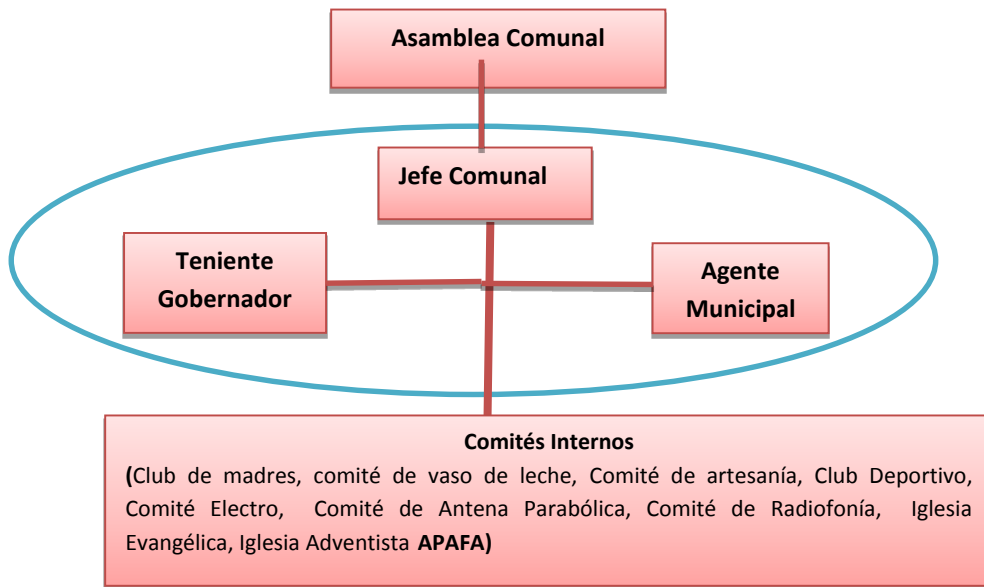 Asamblea Comunal
Jefe Comunal
Teniente
Gobernador
Agente
Municipal
Comités Internos
(Club de madres, comité de vaso de leche, Comité de artesanía, Club Deportivo,
Comité Electro, Comité de Antena Parabólica, Comité de Radiofonía, Iglesia
Evangélica, Iglesia Adventista APAFA)